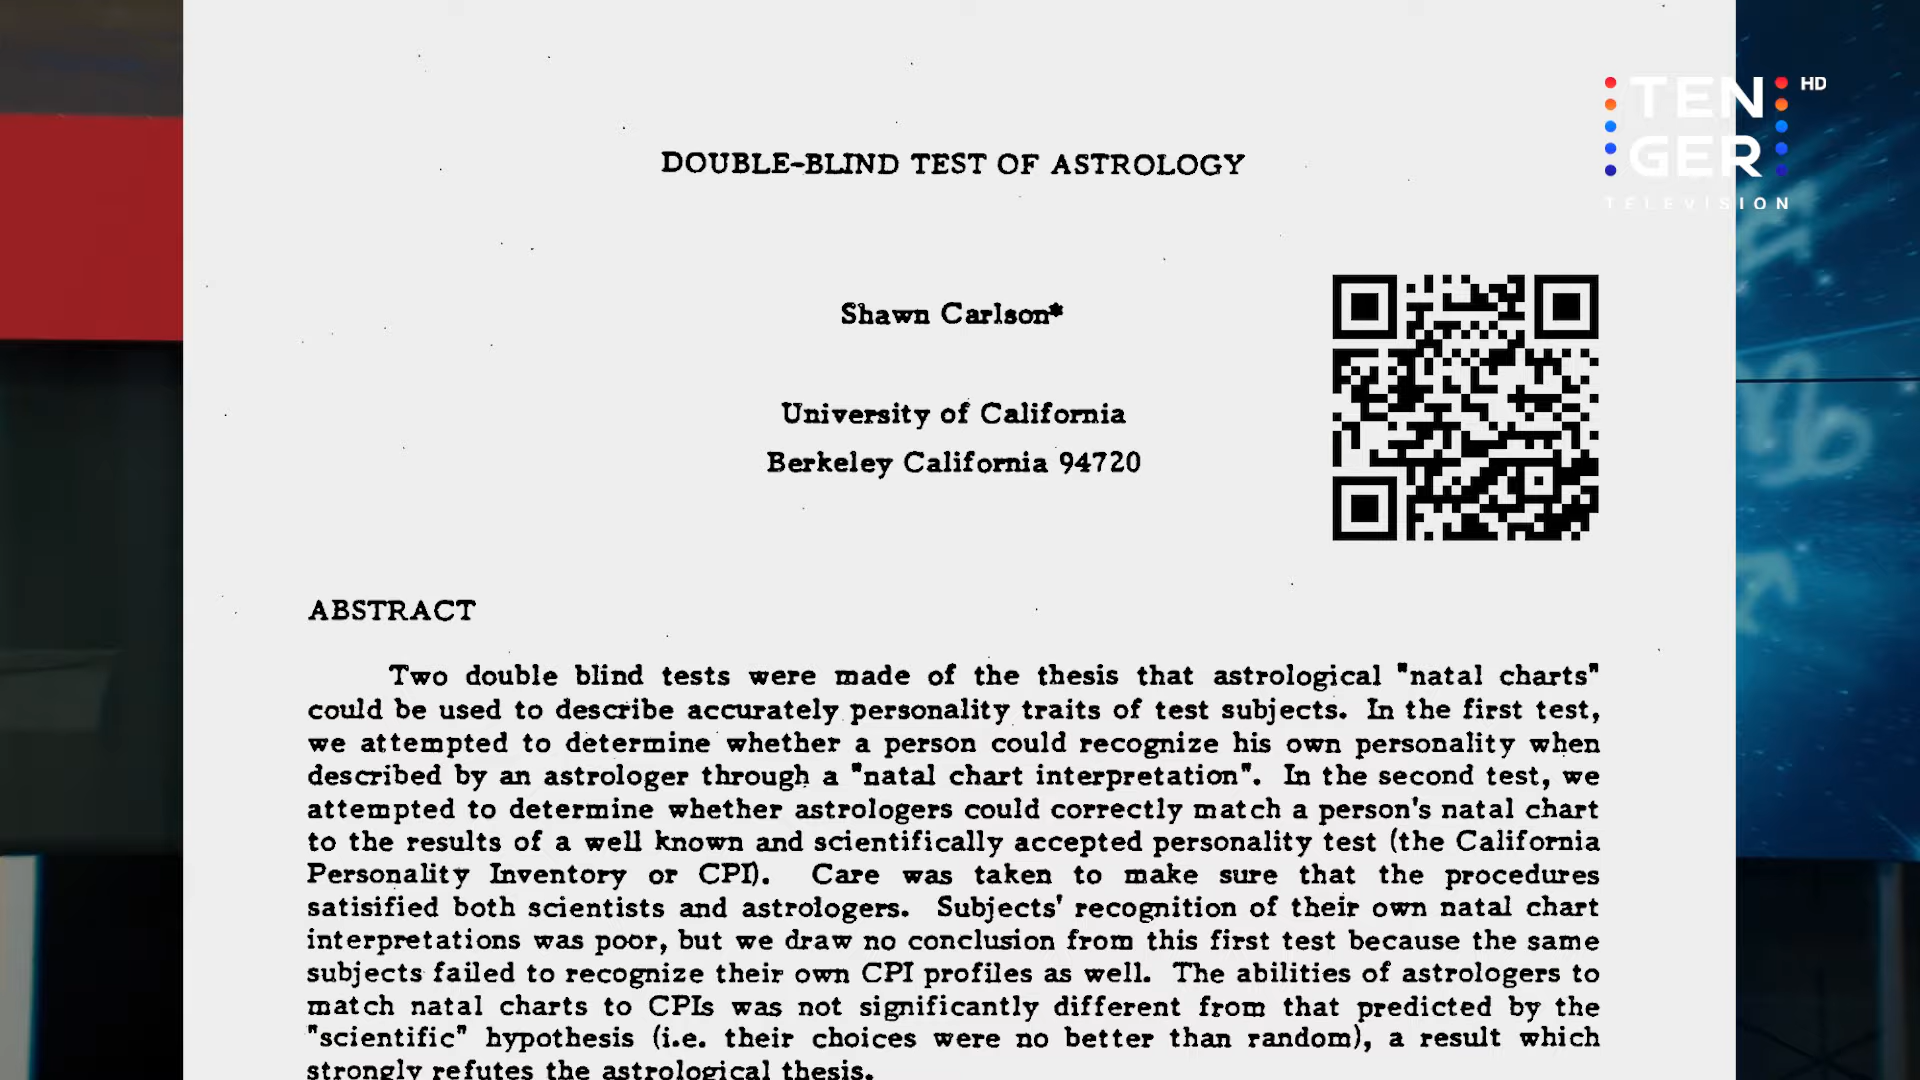 TEN HD
GER
TELEVISION
DOUBLE-BLIND TEST OF ASTROLOGY
Shawn Carlson*
University of California
Berkeley California 94720
ABSTRACT
Two double blind tests were made of the thesis that astrological "natal charts"
could be used to describe accurately personality traits of test subjects. In the first test,
we attempted to determine whether a person could recognize his own personality when
described by an astrologer through a "natal chart interpretation". In the second test, we
attempted to determine whether astrologers could correctly match a person's natal chart
to the results of a well known and scientifically accepted personality test (the California
Personality Inventory or CPI). Care was taken to make sure that the procedures
satisified both scientists and astrologers. Subjects' recognition of their own natal chart
interpretations was poor, but we draw no conclusion from this first test because the same
subjects failed to recognize their own CPI profiles as well. The abilities of astrologers to
match natal charts to CPIs was not significantly different from that predicted by the
"scientific" hypothesis (i.e. their choices were no better than random), a result which
strongly refutes the astrological thesis.